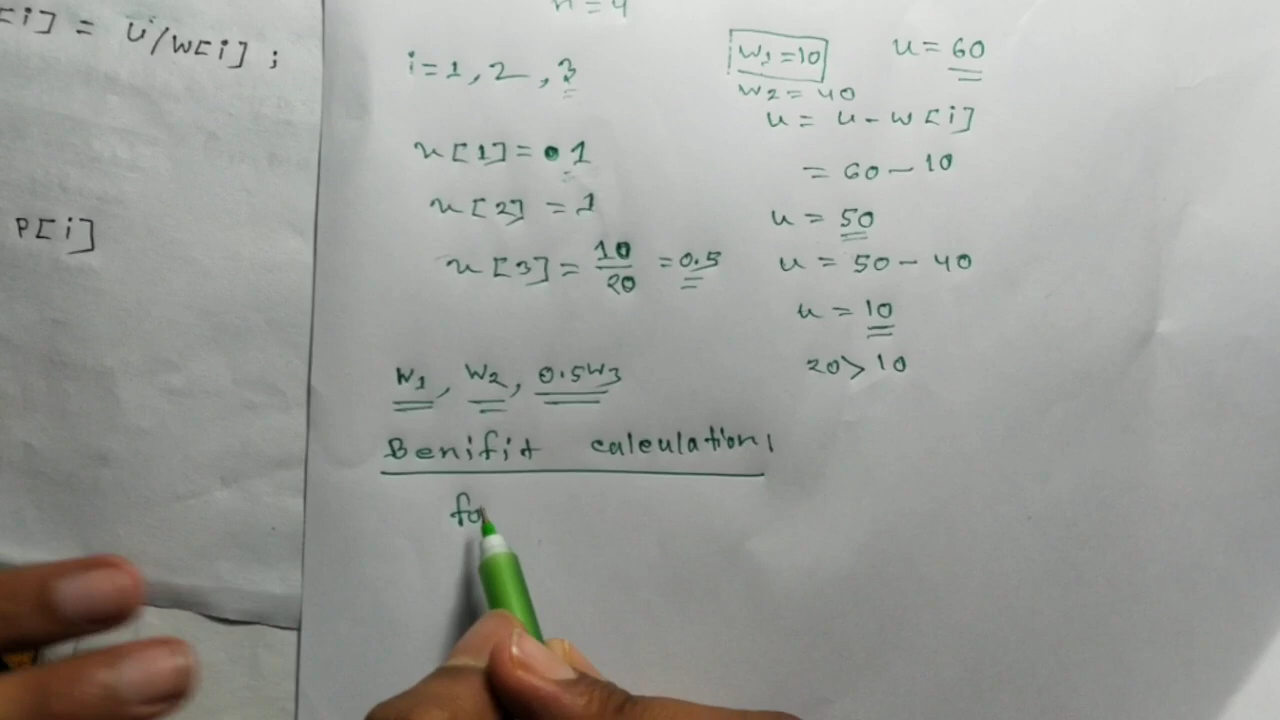 [i] = U/w[i] ;
P[i]
n = 4
i = 1, 2, 3
x[1] = 1
x[2] = 1
x[3] = 10/20 = 0.5
W1, W2, 0.5W3
Benifit calculation,
fo
w1 = 10
w2 = 40
u = 60
u = u - w[i]
= 60 - 10
u = 50
u = 50 - 40
u = 10
20 > 10